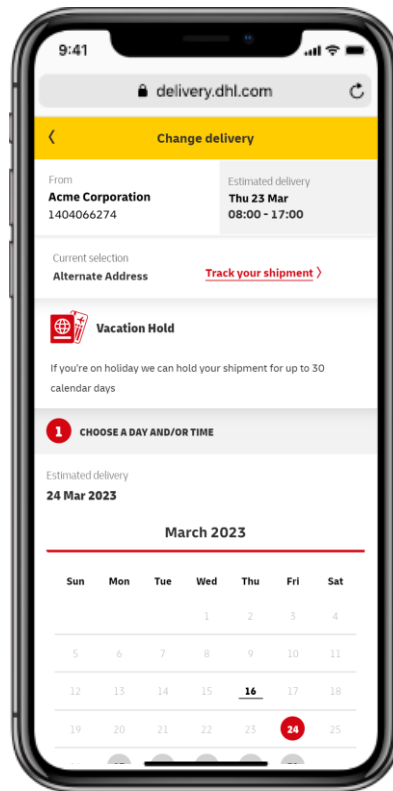 9:41
delivery.dhl.com
Change delivery
From
Acme Corporation
1404066274
Estimated delivery
Thu 23 Mar
08:00 - 17:00
Current selection
Alternate Address
Track your shipment
Vacation Hold
If you're on holiday we can hold your shipment for up to 30
calendar days
1 CHOOSE A DAY AND/OR TIME
Estimated delivery
24 Mar 2023
March 2023
Sun Mon Tue Wed Thu Fri Sat
1 2 3 4
5 6 7 8 9 10 11
12 13 14 15 16 17 18
19 20 21 22 23 24 25